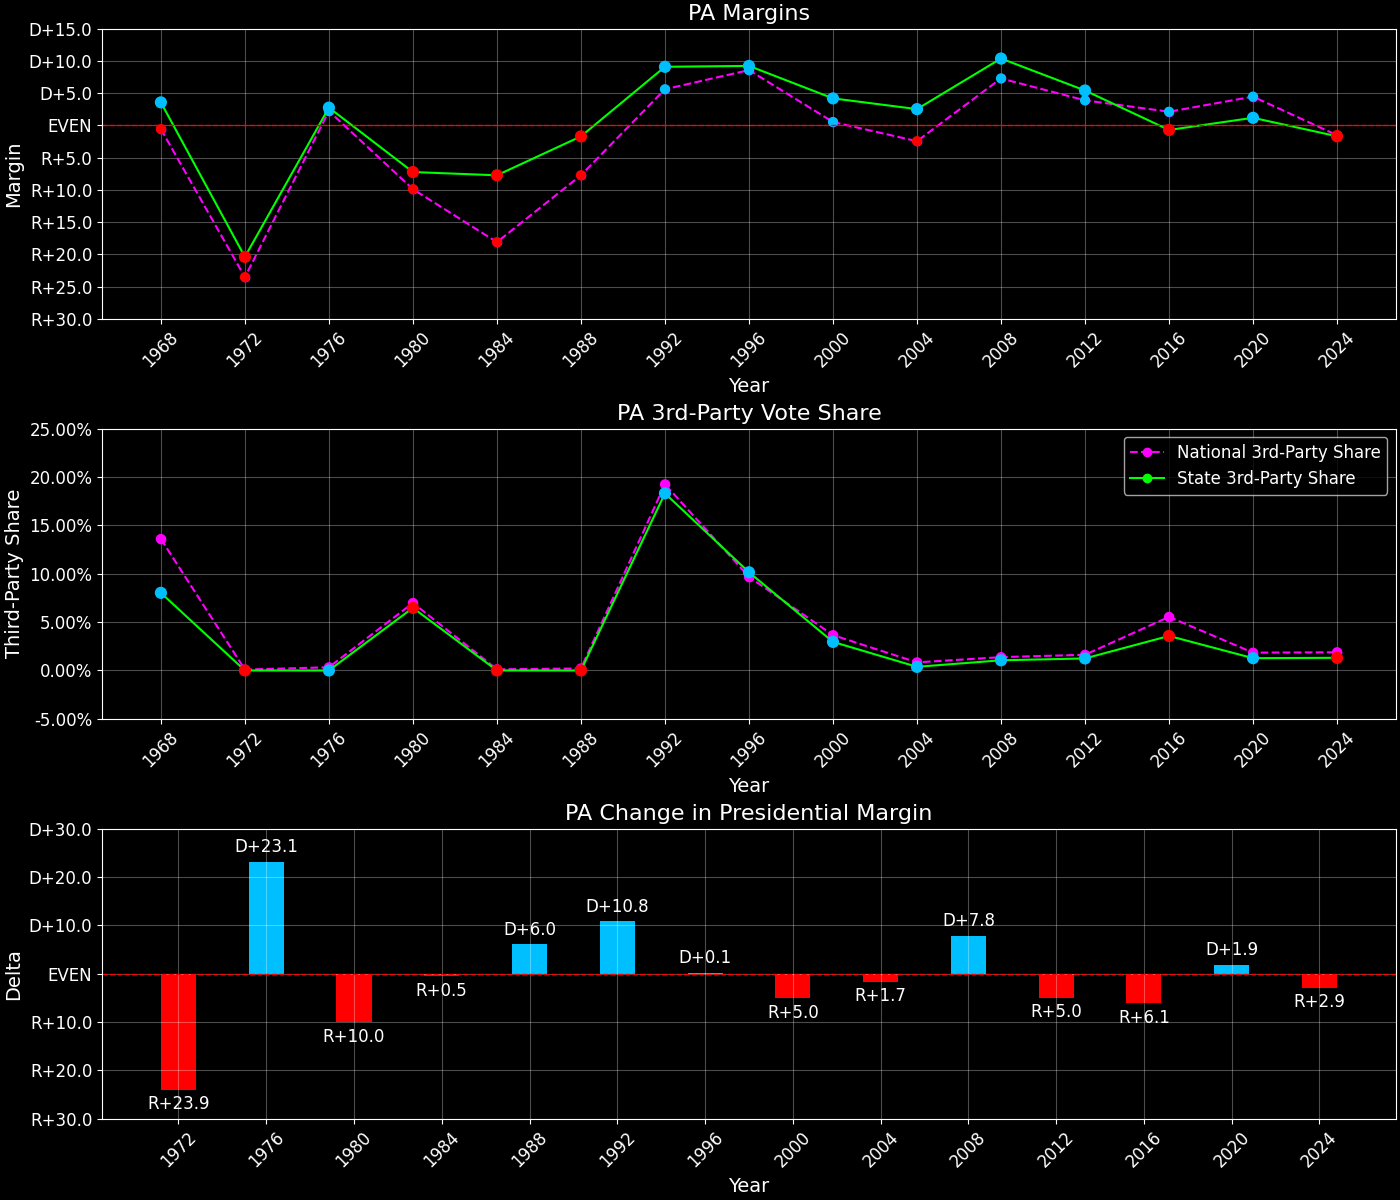 PA Margins
D+15.0
D+10.0
D+5.0
EVEN
R+5.0
R+10.0
R+15.0
R+20.0
R+25.0
R+30.0
Margin
1968 1972 1976 1980 1984 1988 1992 1996 2000 2004 2008 2012 2016 2020 2024
Year
PA 3rd-Party Vote Share
25.00%
20.00%
15.00%
10.00%
5.00%
0.00%
-5.00%
Third-Party Share
National 3rd-Party Share
State 3rd-Party Share
1968 1972 1976 1980 1984 1988 1992 1996 2000 2004 2008 2012 2016 2020 2024
Year
PA Change in Presidential Margin
D+30.0
D+20.0
D+10.0
EVEN
R+10.0
R+20.0
R+30.0
Delta
R+23.9
D+23.1
R+10.0
R+0.5
D+6.0
D+10.8
D+0.1
R+5.0
R+1.7
D+7.8
R+5.0
R+6.1
D+1.9
R+2.9
1972 1976 1980 1984 1988 1992 1996 2000 2004 2008 2012 2016 2020 2024
Year